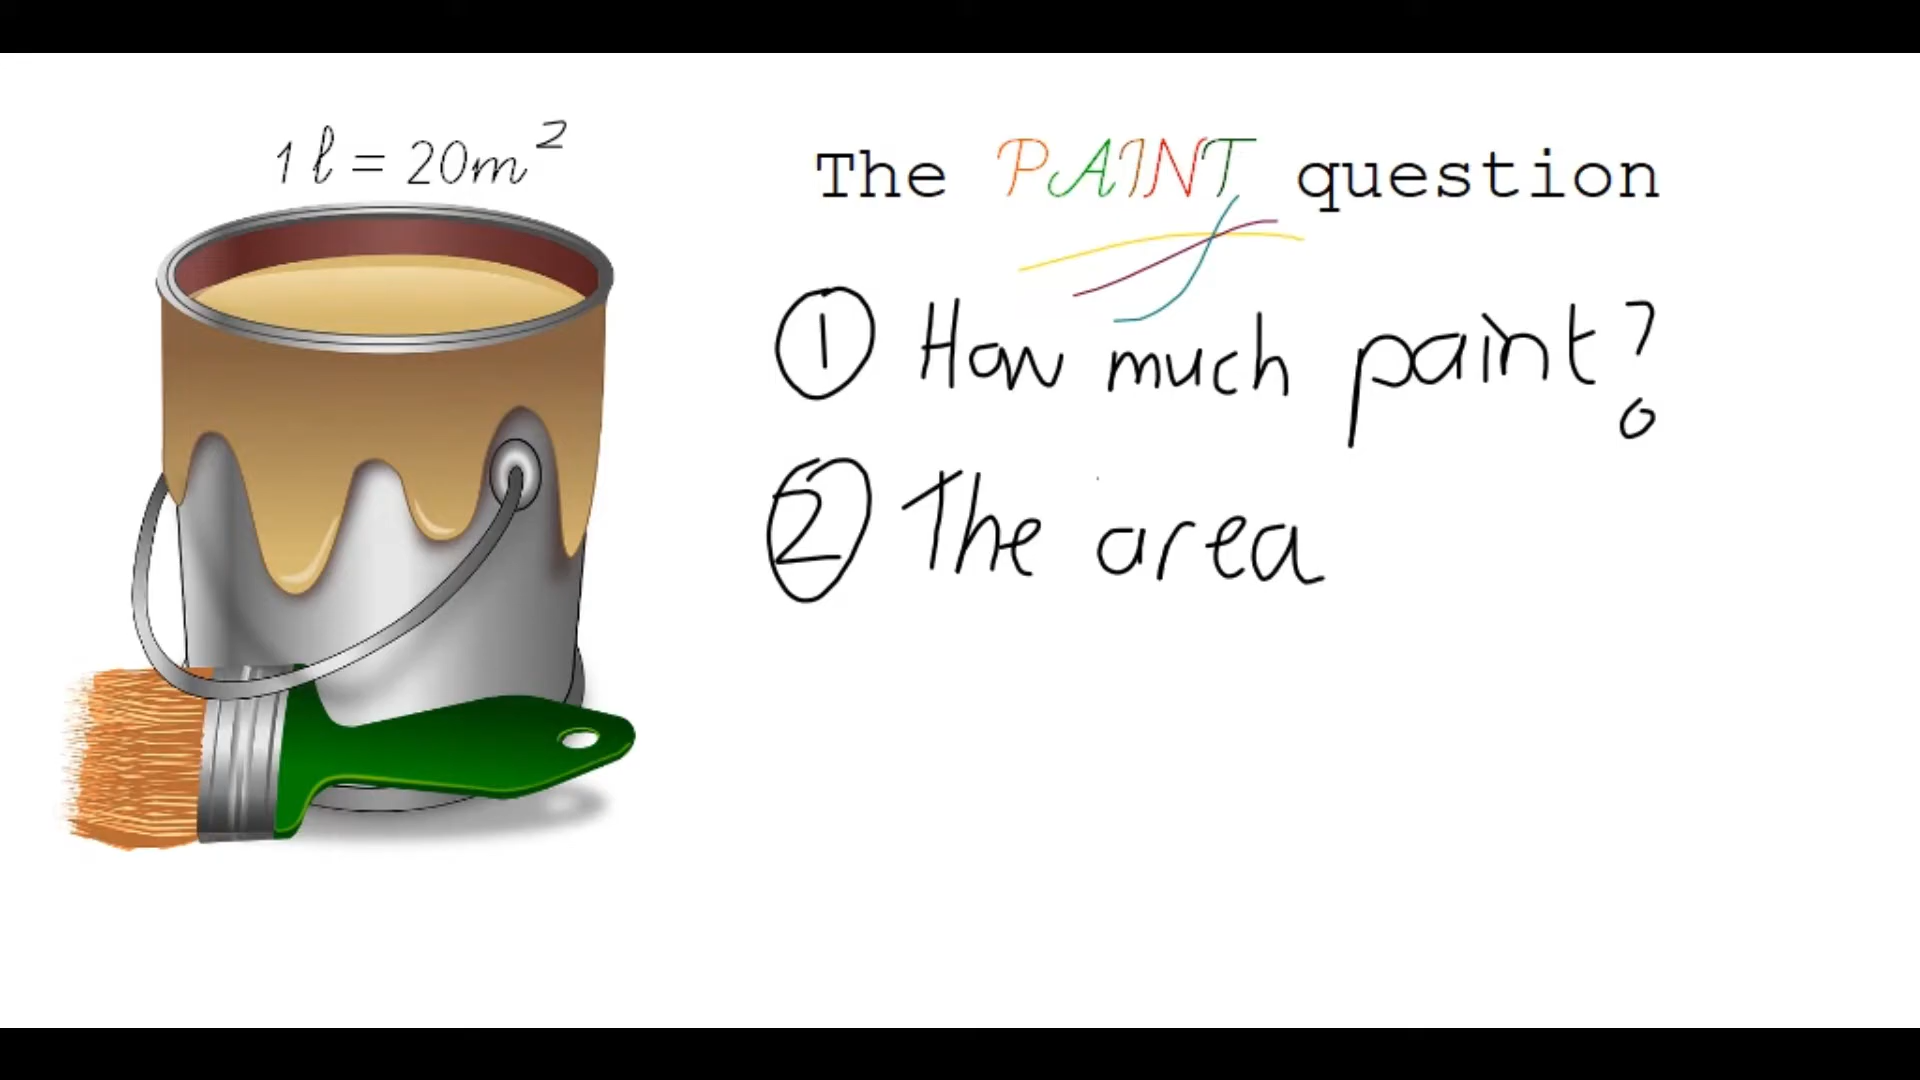 1 l = 20m²
The PAINT question
① How much paint?
② The area